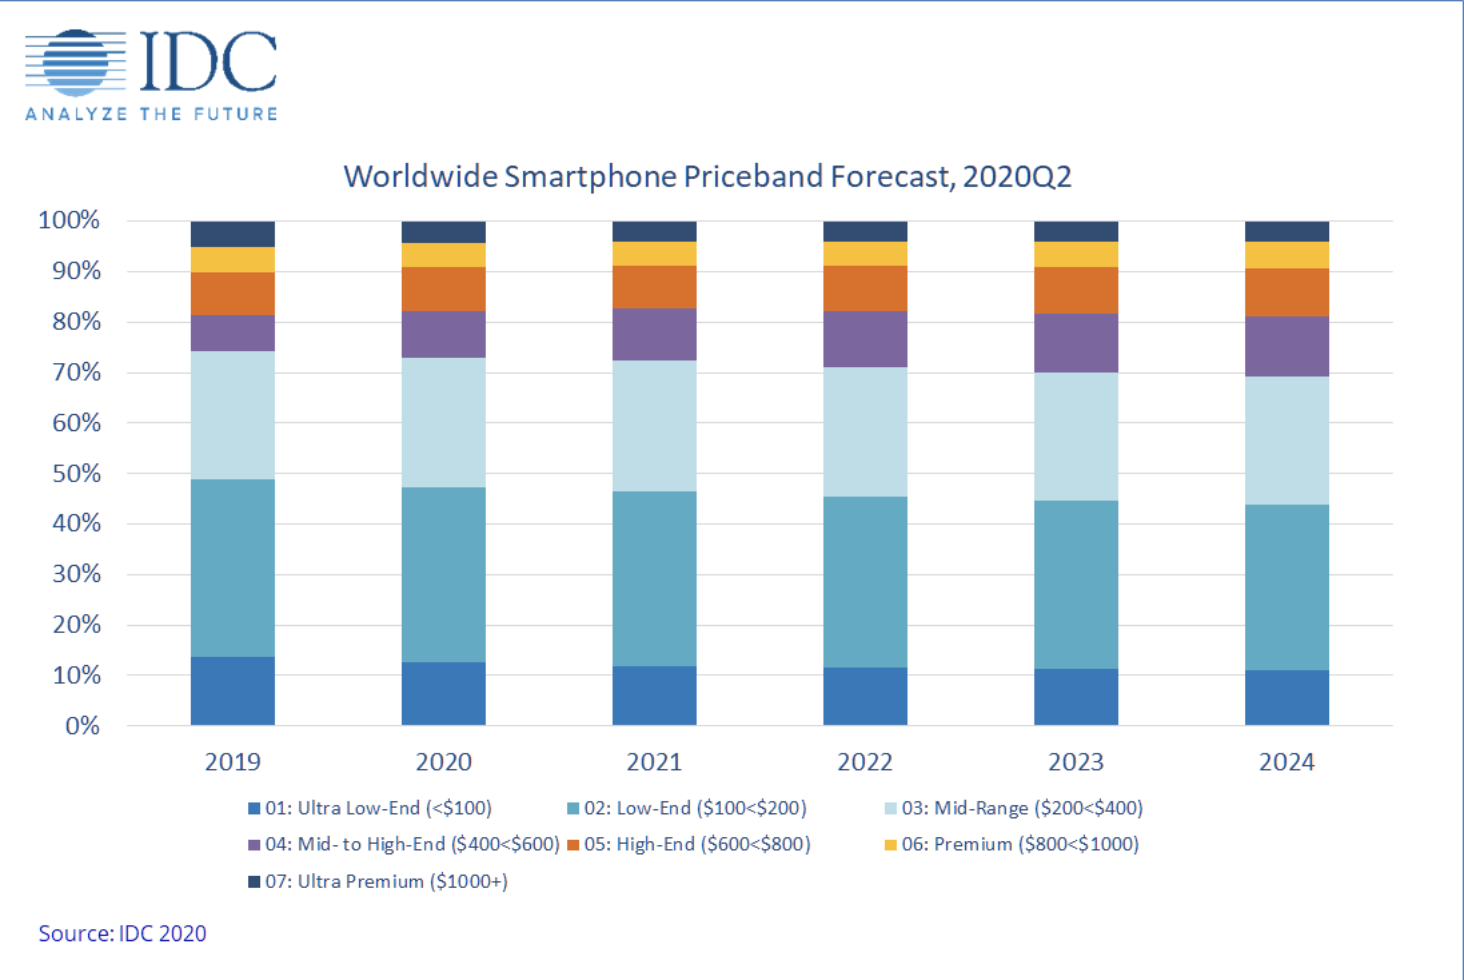 IDC
ANALYZE THE FUTURE
Worldwide Smartphone Priceband Forecast, 2020Q2
100%
90%
80%
70%
60%
50%
40%
30%
20%
10%
0%
2019 2020 2021 2022 2023 2024
01: Ultra Low-End (<$100) 02: Low-End ($100<$200) 03: Mid-Range ($200<$400)
04: Mid- to High-End ($400<$600) 05: High-End ($600<$800) 06: Premium ($800<$1000)
07: Ultra Premium ($1000+)
Source: IDC 2020